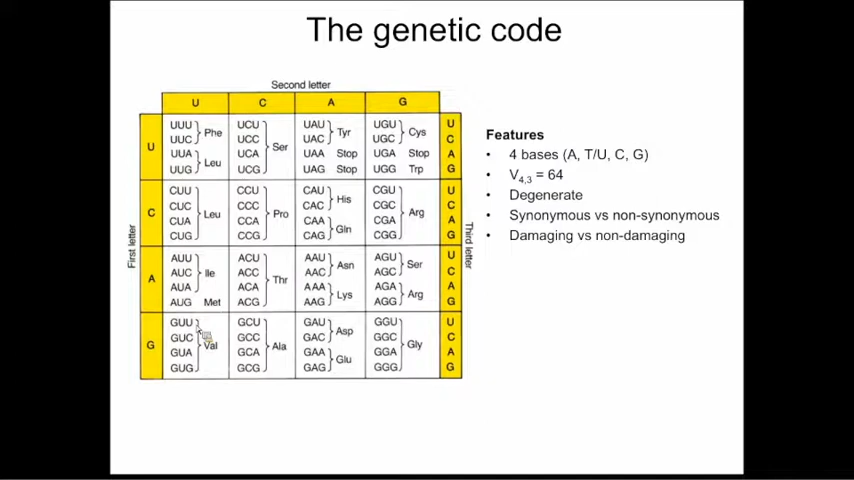 The genetic code
Second letter
U C A G
First letter
Third letter
U
UUU Phe UCU Ser UAU Tyr UGU Cys U
UUC UCC UAC UGC C
UUA Leu UCA UAA Stop UGA Stop A
UUG UCG UAG Stop UGG Trp G
C
CUU Leu CCU Pro CAU His CGU Arg U
CUC CCC CAC CGC C
CUA CCA CAA Gln CGA A
CUG CCG CAG CGG G
A
AUU Ile ACU Thr AAU Asn AGU Ser U
AUC ACC AAC AGC C
AUA ACA AAA Lys AGA Arg A
AUG Met ACG AAG AGG G
G
GUU Val GCU Ala GAU Asp GGU Gly U
GUC GCC GAC GGC C
GUA GCA GAA Glu GGA A
GUG GCG GAG GGG G
Features
• 4 bases (A, T/U, C, G)
• V4,3 = 64
• Degenerate
• Synonymous vs non-synonymous
• Damaging vs non-damaging